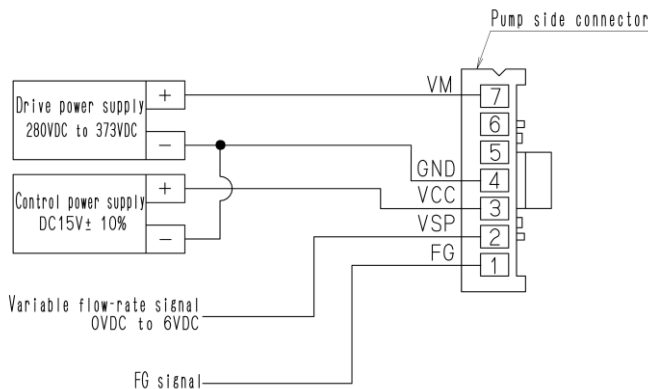 Pump side connector
Drive power supply
280VDC to 373VDC
+
−
VM
7
6
5
GND
4
Control power supply
DC15V± 10%
+
−
VCC
3
VSP
2
FG
1
Variable flow-rate signal
0VDC to 6VDC
FG signal